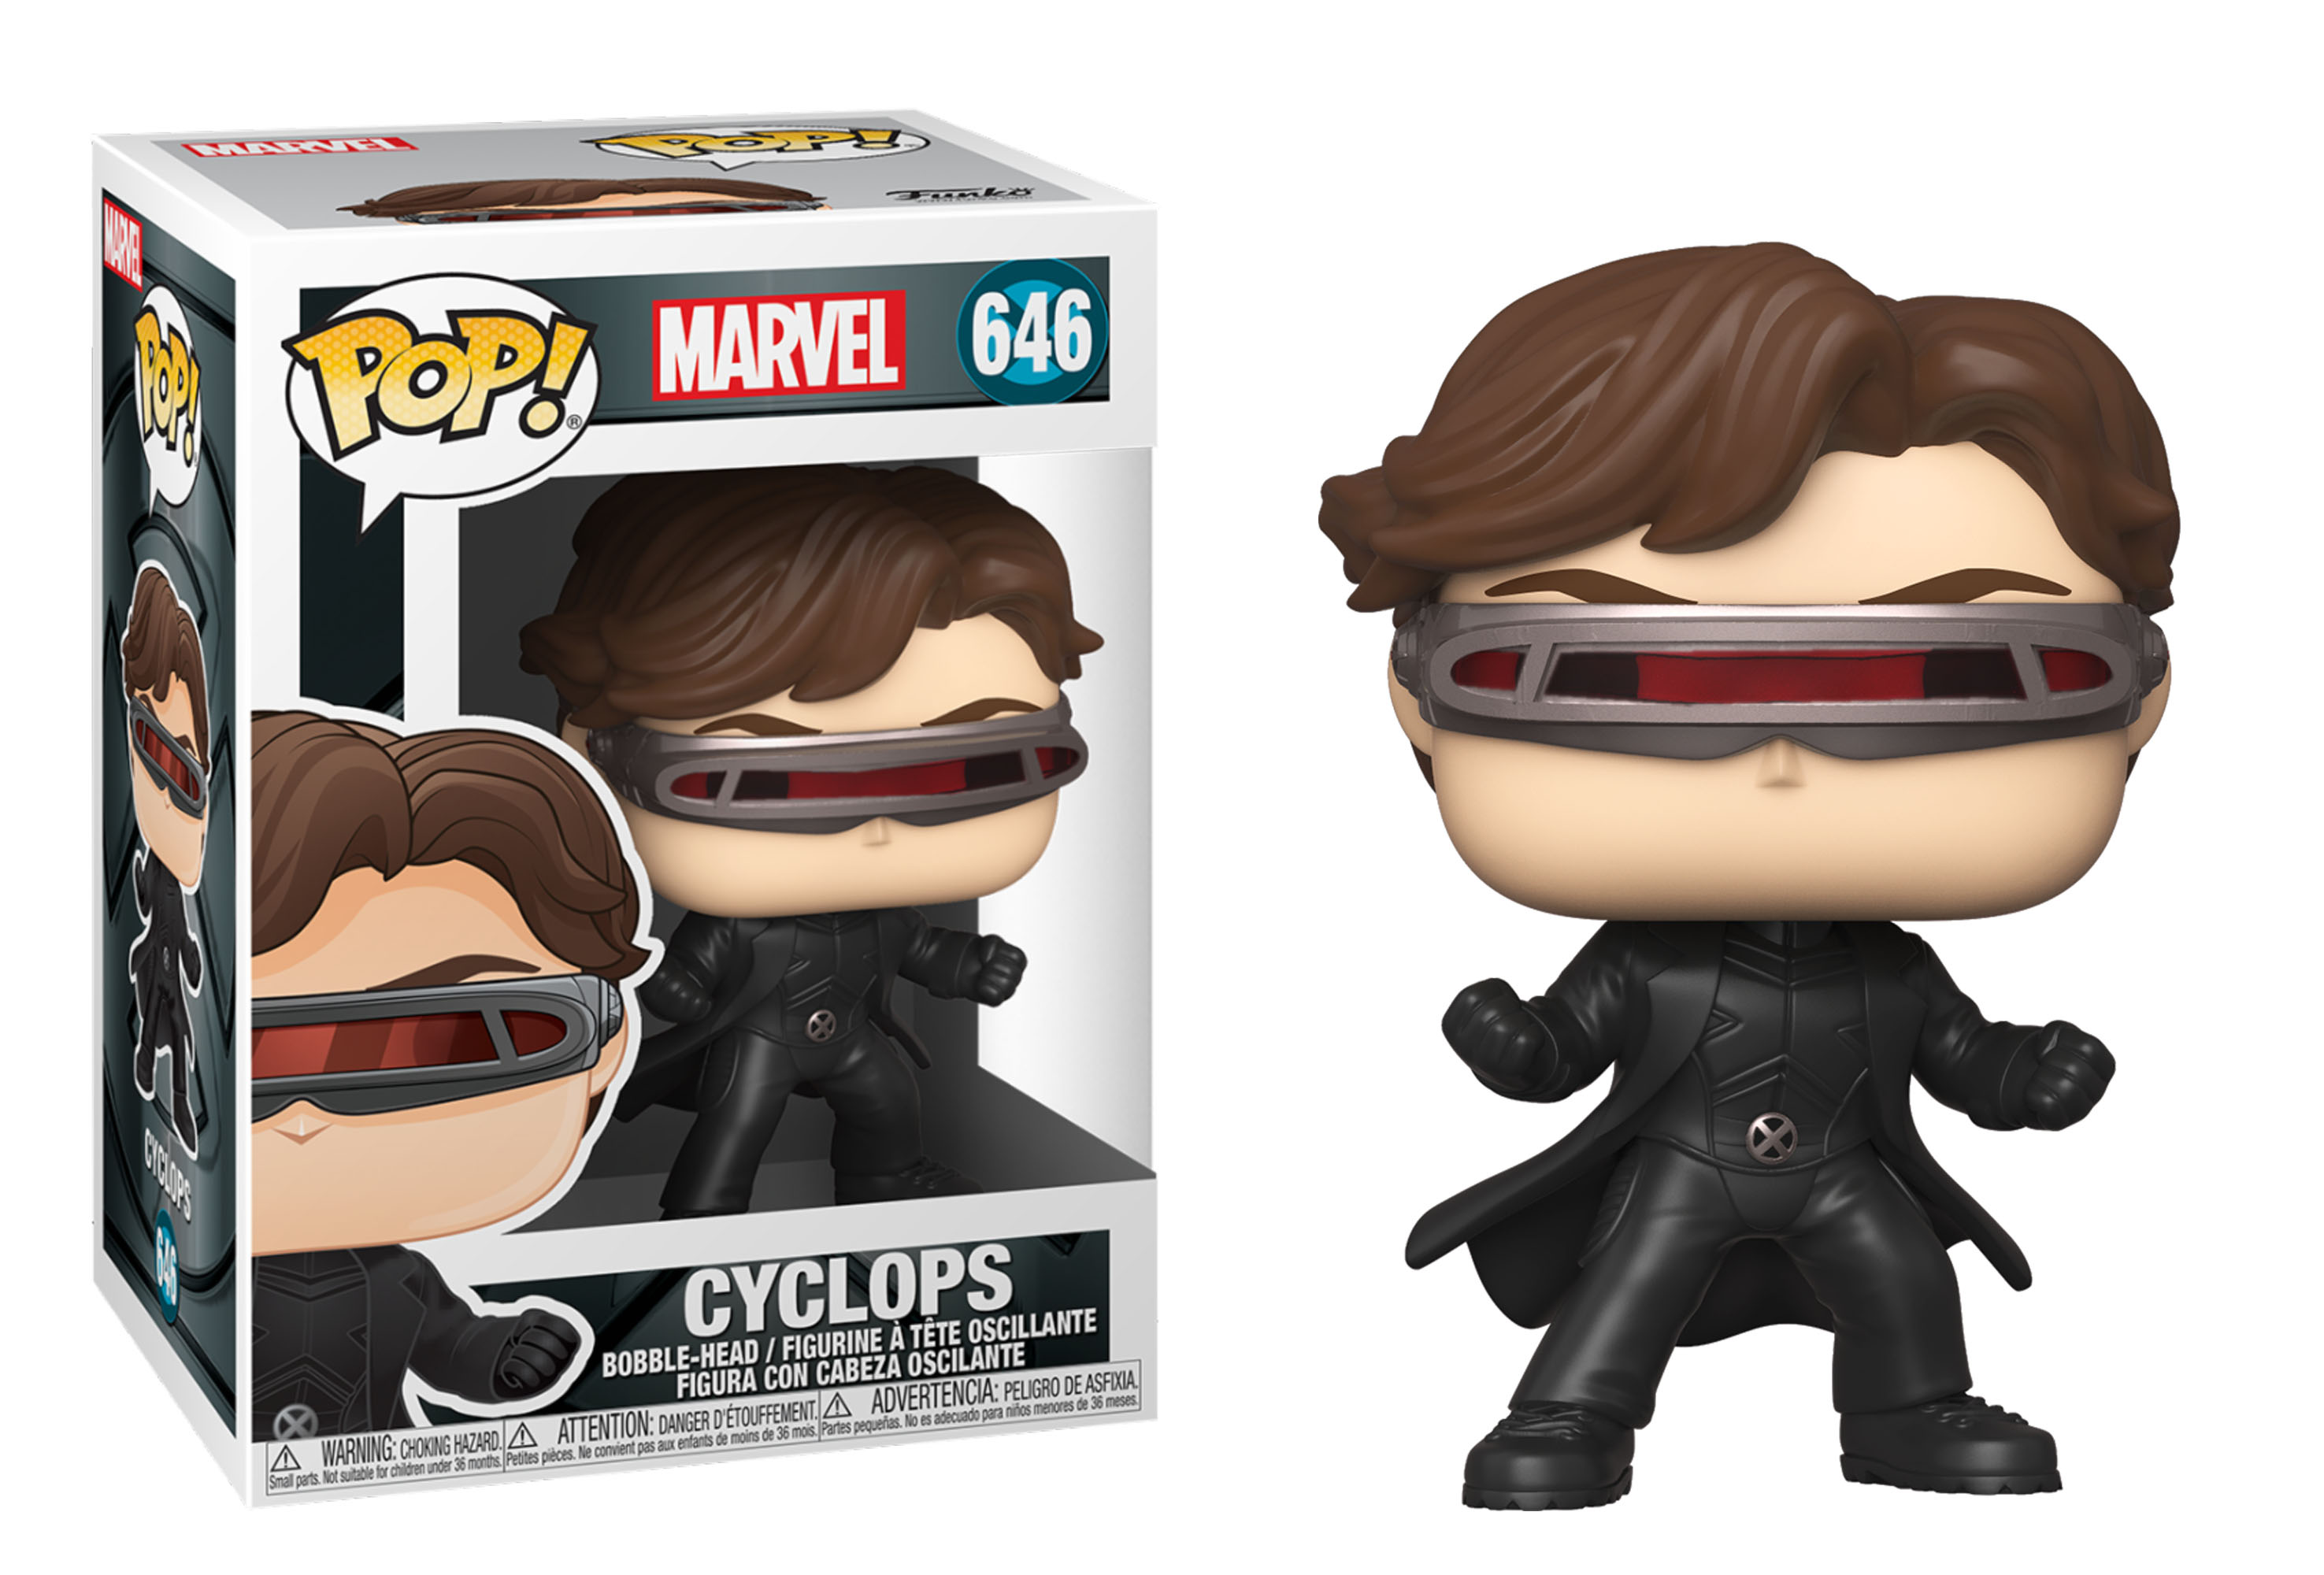 MARVEL
POP!
Funko
MARVEL
POP!
CYCLOPS
646
POP!®
MARVEL
646
CYCLOPS
BOBBLE-HEAD / FIGURINE À TÊTE OSCILLANTE
FIGURA CON CABEZA OSCILANTE
WARNING: CHOKING HAZARD.
Small parts. Not suitable for children under 36 months.
ATTENTION: DANGER D'ÉTOUFFEMENT.
Petites pièces. Ne convient pas aux enfants de moins de 36 mois.
ADVERTENCIA: PELIGRO DE ASFIXIA.
Partes pequeñas. No es adecuado para niños menores de 36 meses.